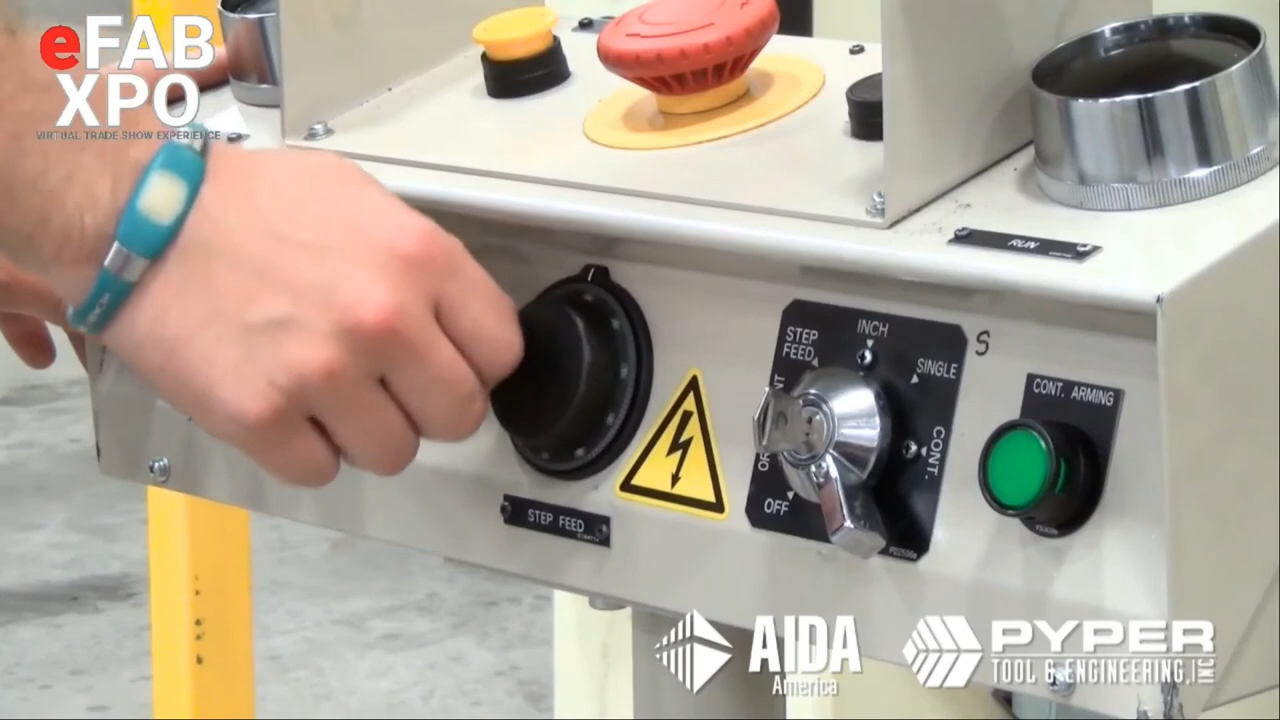 eFAB
XPO
VIRTUAL TRADE SHOW EXPERIENCE
RUN
STEP
FEED
INCH
SINGLE
S
CONT.
OFF
CONT. ARMING
STEP FEED
AIDA
America
PYPER
TOOL & ENGINEERING, INC